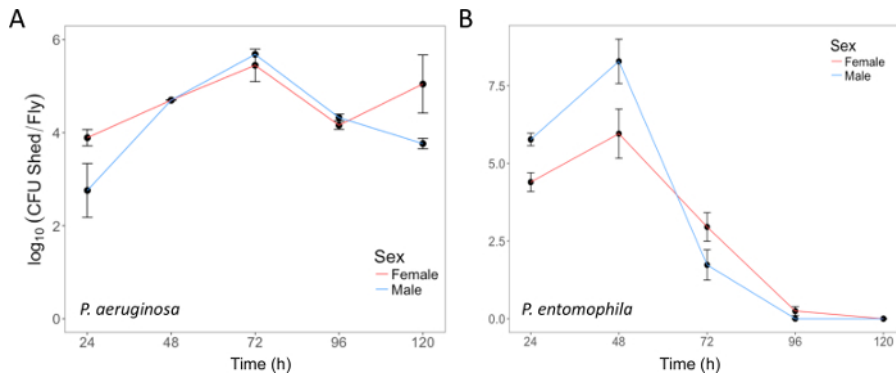 A
log₁₀ (CFU Shed/Fly)
6
4
2
0
24 48 72 96 120
Time (h)
Sex
Female
Male
P. aeruginosa
B
7.5
5.0
2.5
0.0
24 48 72 96 120
Time (h)
Sex
Female
Male
P. entomophila